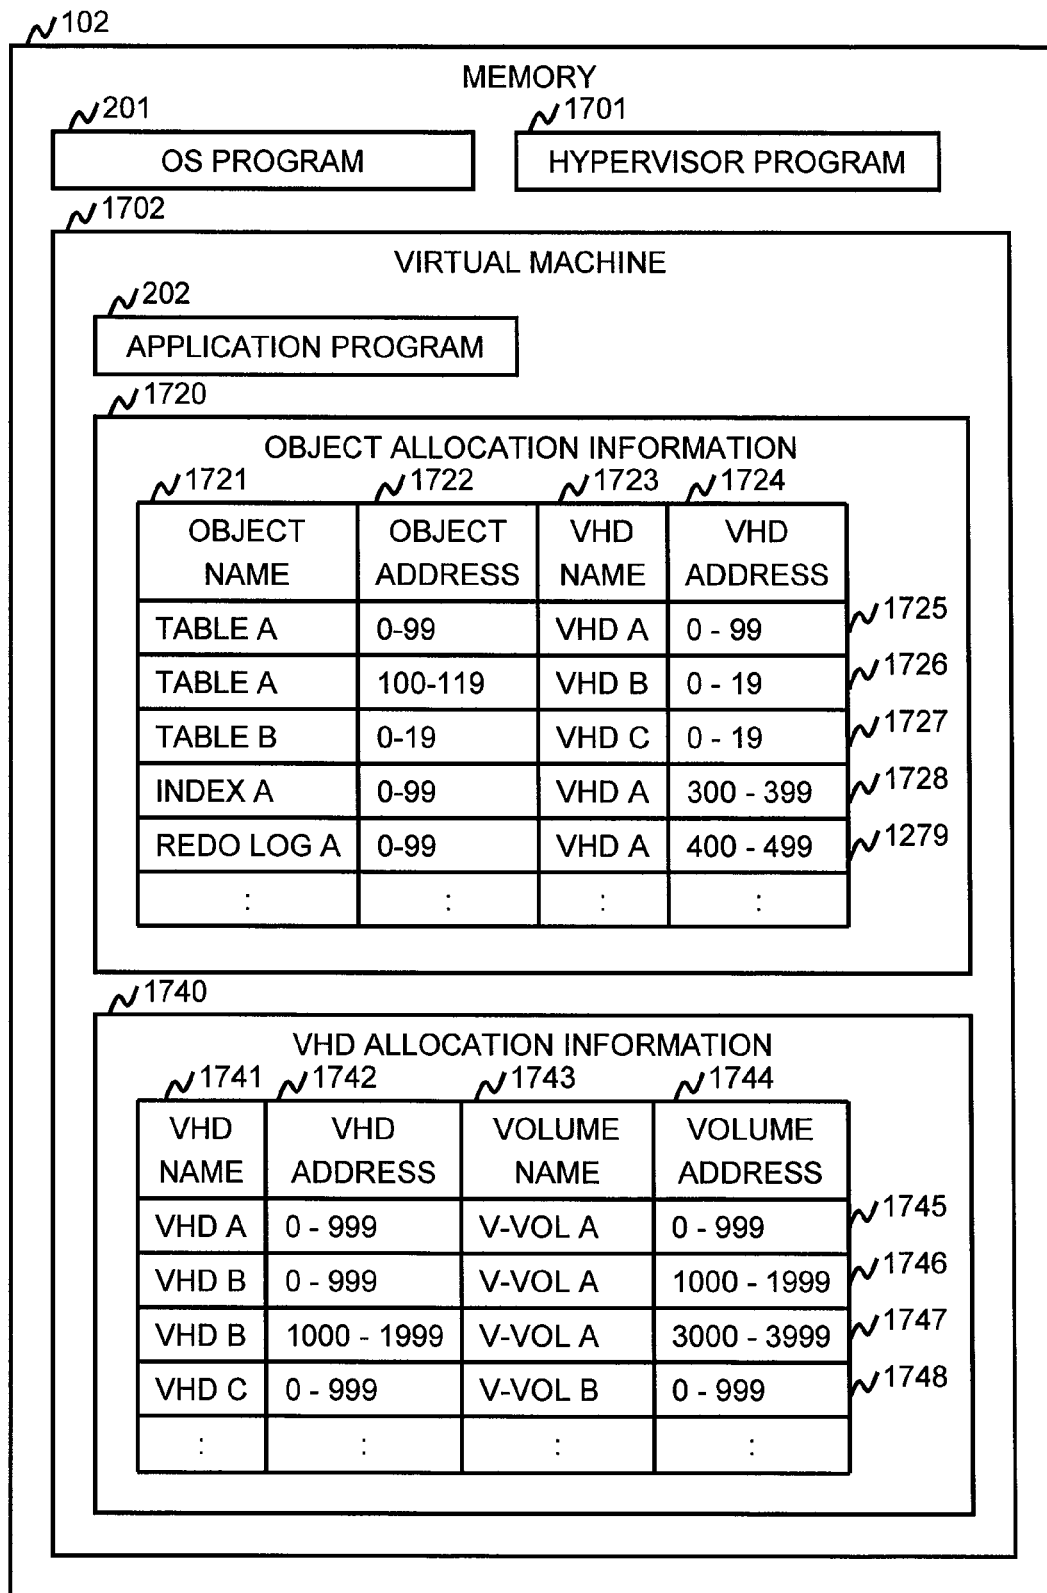 102
MEMORY
201 1701
OS PROGRAM HYPERVISOR PROGRAM
1702
VIRTUAL MACHINE
202
APPLICATION PROGRAM
1720
OBJECT ALLOCATION INFORMATION
1721 1722 1723 1724
OBJECT NAME OBJECT ADDRESS VHD NAME VHD ADDRESS
TABLE A 0-99 VHD A 0 - 99 1725
TABLE A 100-119 VHD B 0 - 19 1726
TABLE B 0-19 VHD C 0 - 19 1727
INDEX A 0-99 VHD A 300 - 399 1728
REDO LOG A 0-99 VHD A 400 - 499 1279
: : : :
1740
VHD ALLOCATION INFORMATION
1741 1742 1743 1744
VHD NAME VHD ADDRESS VOLUME NAME VOLUME ADDRESS
VHD A 0 - 999 V-VOL A 0 - 999 1745
VHD B 0 - 999 V-VOL A 1000 - 1999 1746
VHD B 1000 - 1999 V-VOL A 3000 - 3999 1747
VHD C 0 - 999 V-VOL B 0 - 999 1748
: : : :